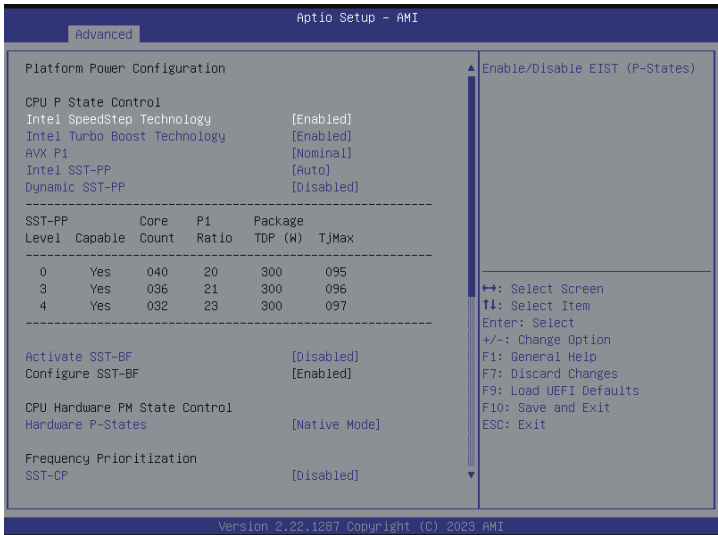 Aptio Setup – AMI
Advanced
Platform Power Configuration
CPU P State Control
Intel SpeedStep Technology [Enabled]
Intel Turbo Boost Technology [Enabled]
AVX P1 [Nominal]
Intel SST-PP [Auto]
Dynamic SST-PP [Disabled]
SST-PP Core P1 Package
Level Capable Count Ratio TDP (W) TjMax
0 Yes 040 20 300 095
3 Yes 036 21 300 096
4 Yes 032 23 300 097
Activate SST-BF [Disabled]
Configure SST-BF [Enabled]
CPU Hardware PM State Control
Hardware P-States [Native Mode]
Frequency Prioritization
SST-CP [Disabled]
Enable/Disable EIST (P-States)
↔: Select Screen
↑↓: Select Item
Enter: Select
+/-: Change Option
F1: General Help
F7: Discard Changes
F9: Load UEFI Defaults
F10: Save and Exit
ESC: Exit
Version 2.22.1287 Copyright (C) 2023 AMI